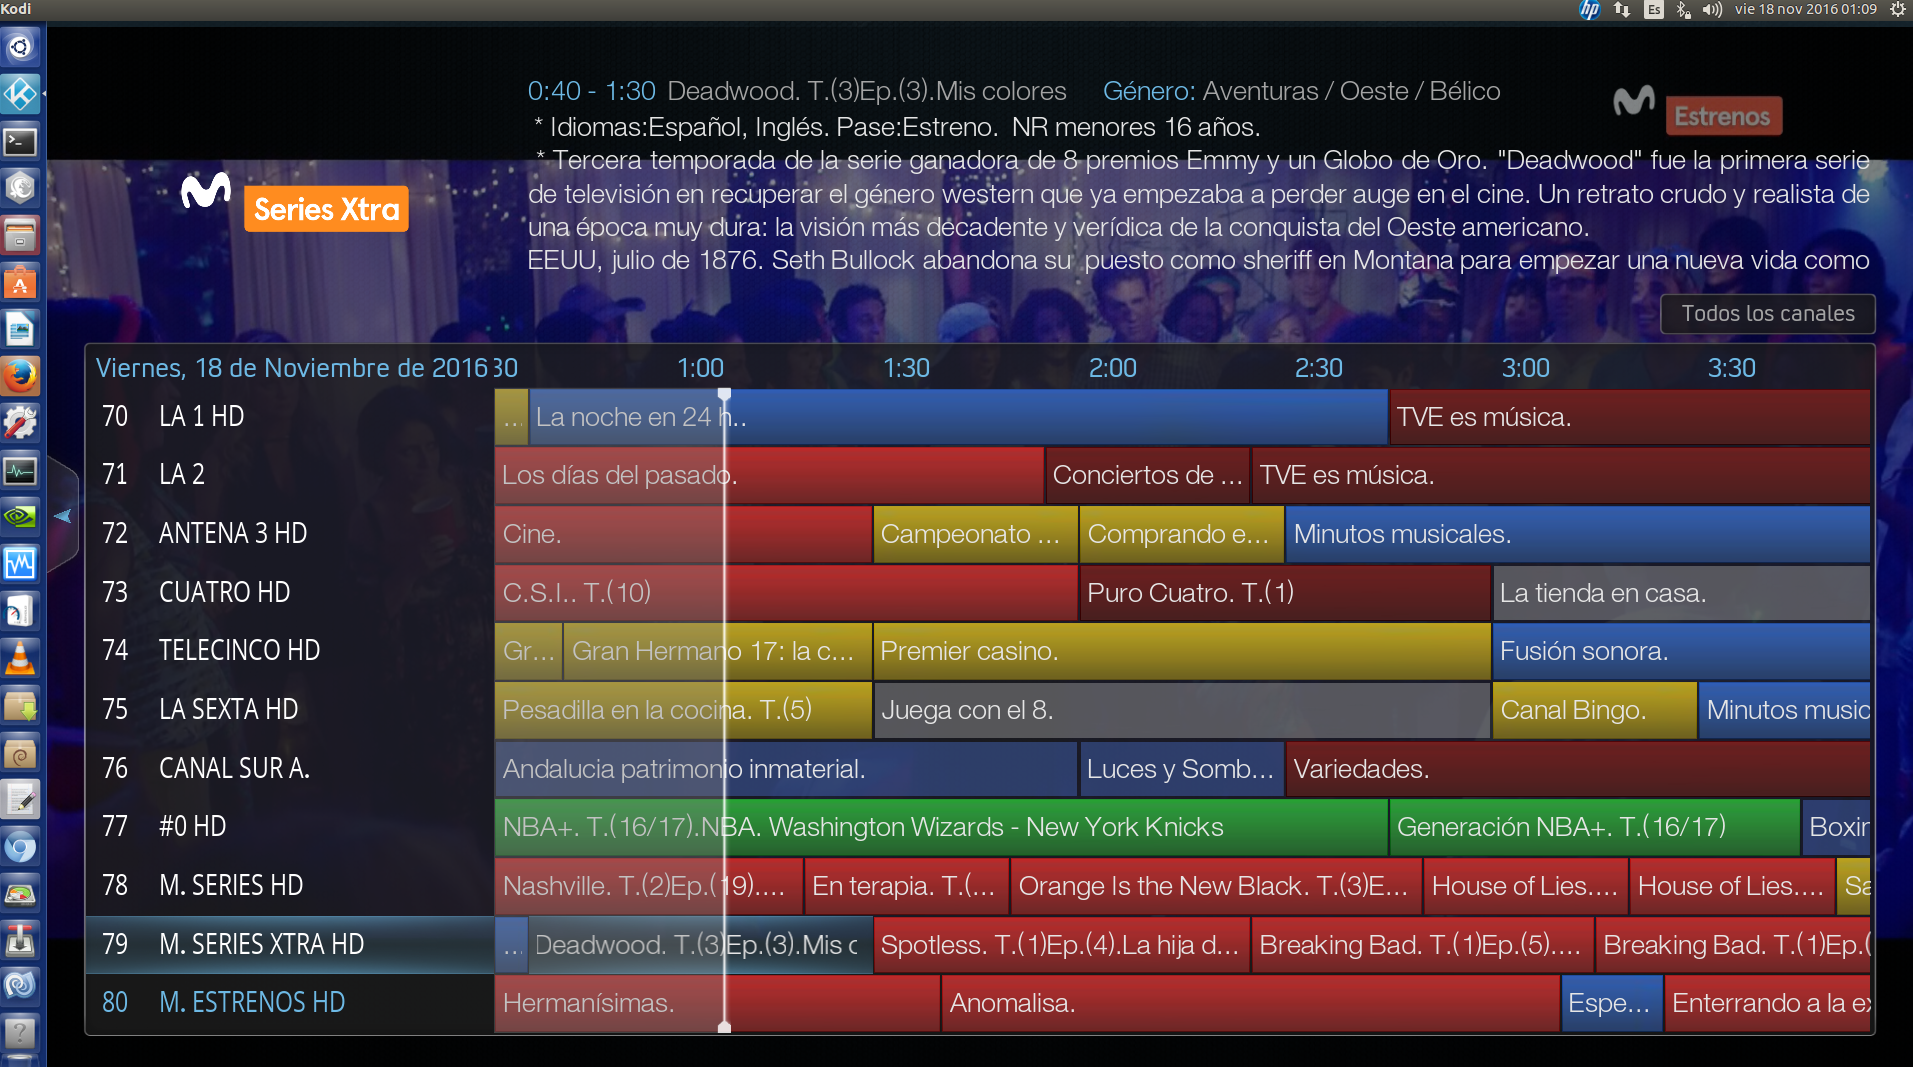 Kodi
hp Es vie 18 nov 2016 01:09
0:40 - 1:30 Deadwood. T.(3)Ep.(3).Mis colores Género: Aventuras / Oeste / Bélico
* Idiomas:Español, Inglés. Pase:Estreno. NR menores 16 años.
* Tercera temporada de la serie ganadora de 8 premios Emmy y un Globo de Oro. "Deadwood" fue la primera serie
de televisión en recuperar el género western que ya empezaba a perder auge en el cine. Un retrato crudo y realista de
una época muy dura: la visión más decadente y verídica de la conquista del Oeste americano.
EEUU, julio de 1876. Seth Bullock abandona su puesto como sheriff en Montana para empezar una nueva vida como
Estrenos
Series Xtra
Todos los canales
Viernes, 18 de Noviembre de 2016 30 1:00 1:30 2:00 2:30 3:00 3:30
70 LA 1 HD ... La noche en 24 h.. TVE es música.
71 LA 2 Los días del pasado. Conciertos de ... TVE es música.
72 ANTENA 3 HD Cine. Campeonato ... Comprando e... Minutos musicales.
73 CUATRO HD C.S.I.. T.(10) Puro Cuatro. T.(1) La tienda en casa.
74 TELECINCO HD Gr... Gran Hermano 17: la c... Premier casino. Fusión sonora.
75 LA SEXTA HD Pesadilla en la cocina. T.(5) Juega con el 8. Canal Bingo. Minutos music
76 CANAL SUR A. Andalucia patrimonio inmaterial. Luces y Somb... Variedades.
77 #0 HD NBA+. T.(16/17).NBA. Washington Wizards - New York Knicks Generación NBA+. T.(16/17) Boxin
78 M. SERIES HD Nashville. T.(2)Ep.(19).... En terapia. T.(... Orange Is the New Black. T.(3)E... House of Lies.... House of Lies.... Sa
79 M. SERIES XTRA HD ... Deadwood. T.(3)Ep.(3).Mis c Spotless. T.(1)Ep.(4).La hija d... Breaking Bad. T.(1)Ep.(5).... Breaking Bad. T.(1)Ep.(
80 M. ESTRENOS HD Hermanísimas. Anomalisa. Espe... Enterrando a la ex